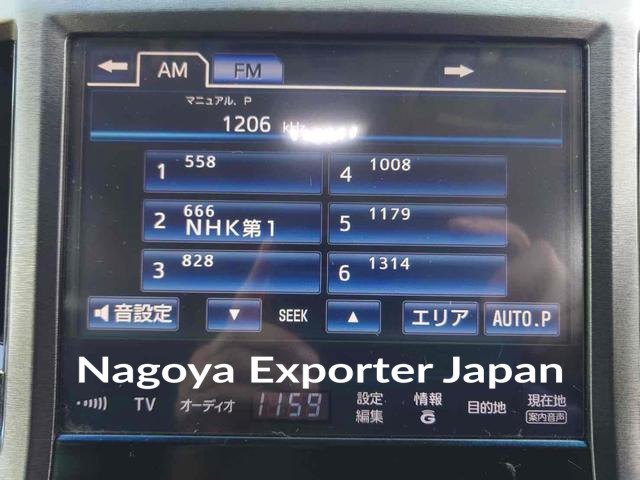 AM FM
マニュアル、P
1206 kHz
1 558
4 1008
2 666 NHK第1
5 1179
3 828
6 1314
音設定 ▼ SEEK ▲ エリア AUTO.P
Nagoya Exporter Japan
TV オーディオ 1159 設定編集 情報G 目的地 現在地 案内音声